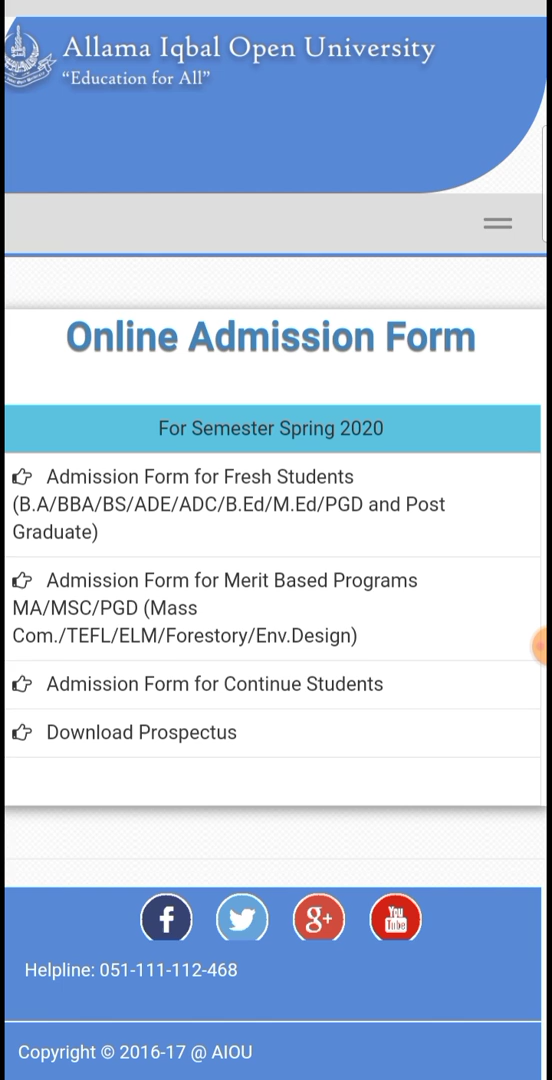 Allama Iqbal Open University
“Education for All”
Online Admission Form
For Semester Spring 2020
Admission Form for Fresh Students
(B.A/BBA/BS/ADE/ADC/B.Ed/M.Ed/PGD and Post
Graduate)
Admission Form for Merit Based Programs
MA/MSC/PGD (Mass
Com./TEFL/ELM/Forestory/Env.Design)
Admission Form for Continue Students
Download Prospectus
f g+ You Tube
Helpline: 051-111-112-468
Copyright © 2016-17 @ AIOU